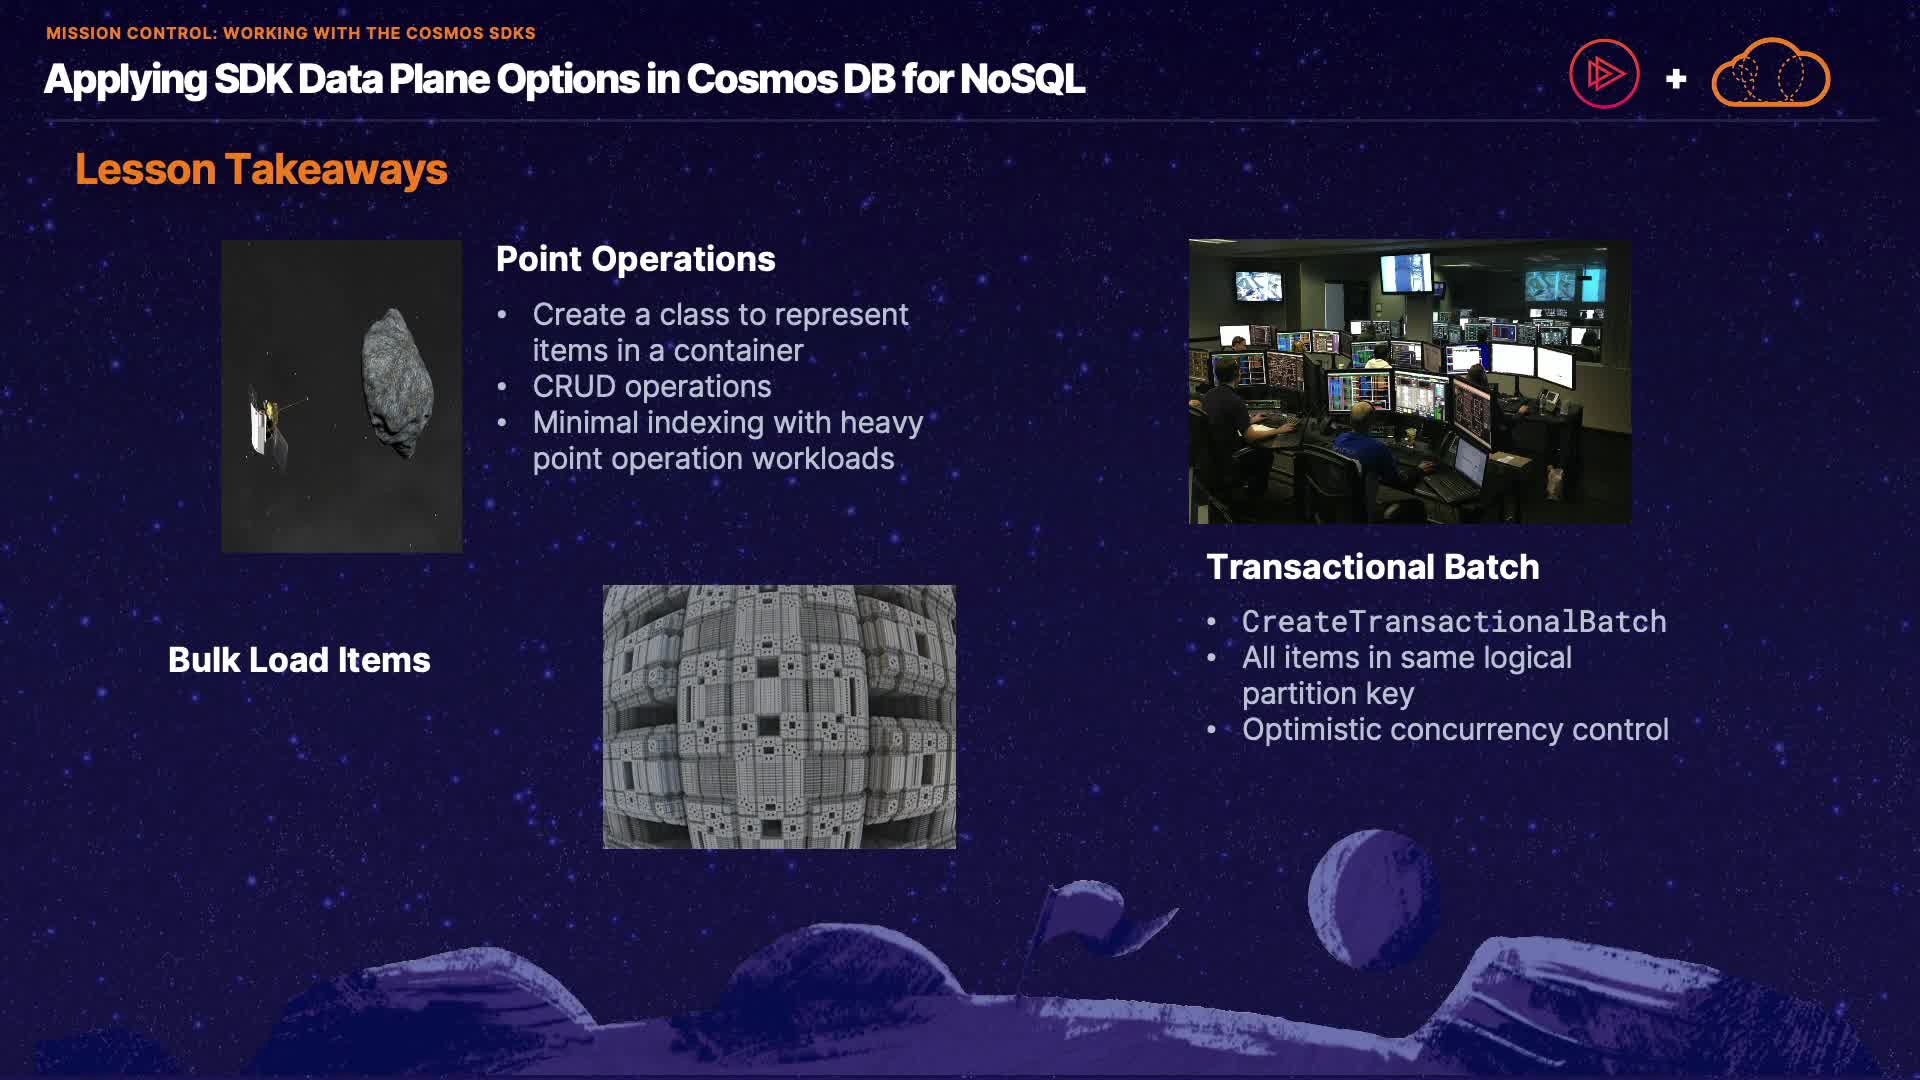 MISSION CONTROL: WORKING WITH THE COSMOS SDKS
Applying SDK Data Plane Options in Cosmos DB for NoSQL
+
Lesson Takeaways
Point Operations
• Create a class to represent
items in a container
• CRUD operations
• Minimal indexing with heavy
point operation workloads
Bulk Load Items
Transactional Batch
• CreateTransactionalBatch
• All items in same logical
partition key
• Optimistic concurrency control